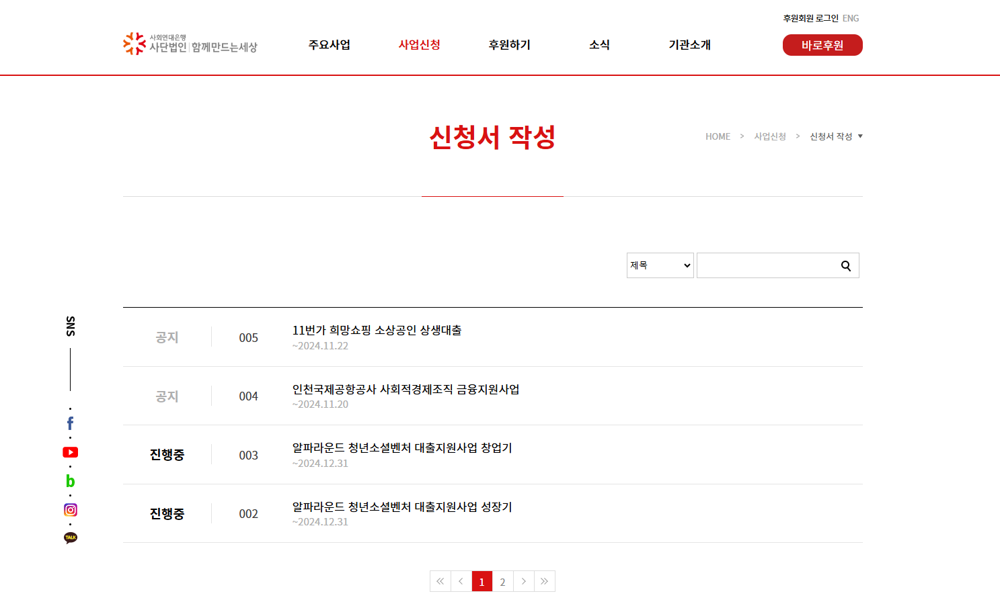 후원회원 로그인 ENG
사회연대은행
사단법인 함께만드는세상
주요사업 사업신청 후원하기 소식 기관소개
바로후원
신청서 작성
HOME > 사업신청 > 신청서 작성
제목
SNS
공지 005 11번가 희망쇼핑 소상공인 상생대출
~2024.11.22
공지 004 인천국제공항공사 사회적경제조직 금융지원사업
~2024.11.20
진행중 003 알파라운드 청년소셜벤처 대출지원사업 창업기
~2024.12.31
진행중 002 알파라운드 청년소셜벤처 대출지원사업 성장기
~2024.12.31
TALK
1 2